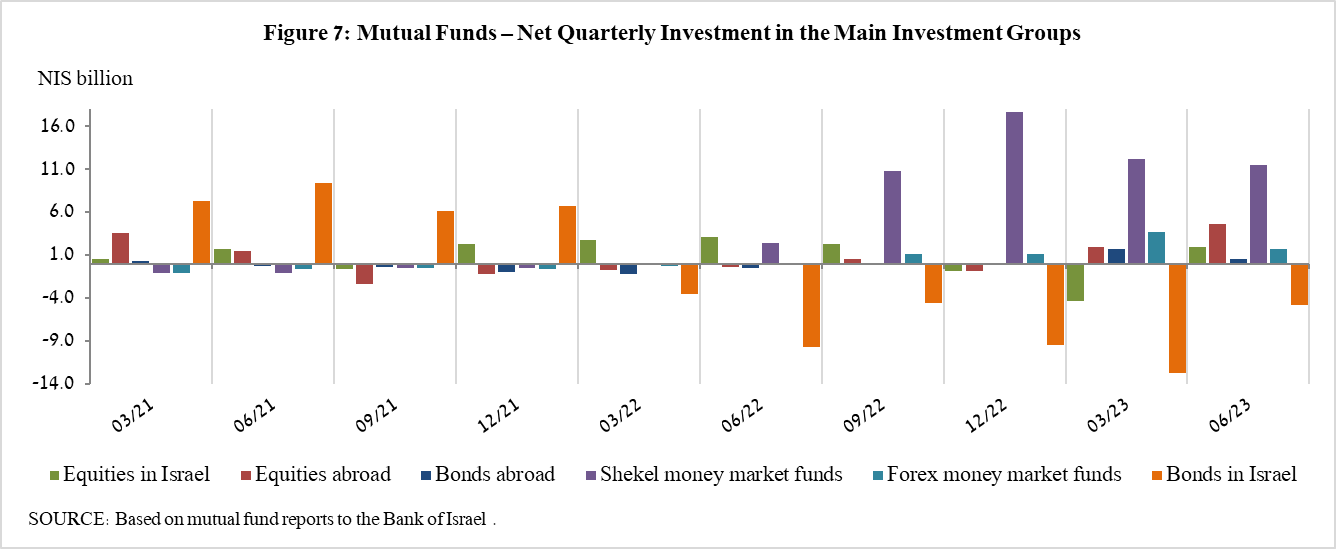 Figure 7: Mutual Funds – Net Quarterly Investment in the Main Investment Groups
NIS billion
16.0
11.0
6.0
1.0
-4.0
-9.0
-14.0
03/21 06/21 09/21 12/21 03/22 06/22 09/22 12/22 03/23 06/23
Equities in Israel Equities abroad Bonds abroad Shekel money market funds Forex money market funds Bonds in Israel
SOURCE: Based on mutual fund reports to the Bank of Israel .